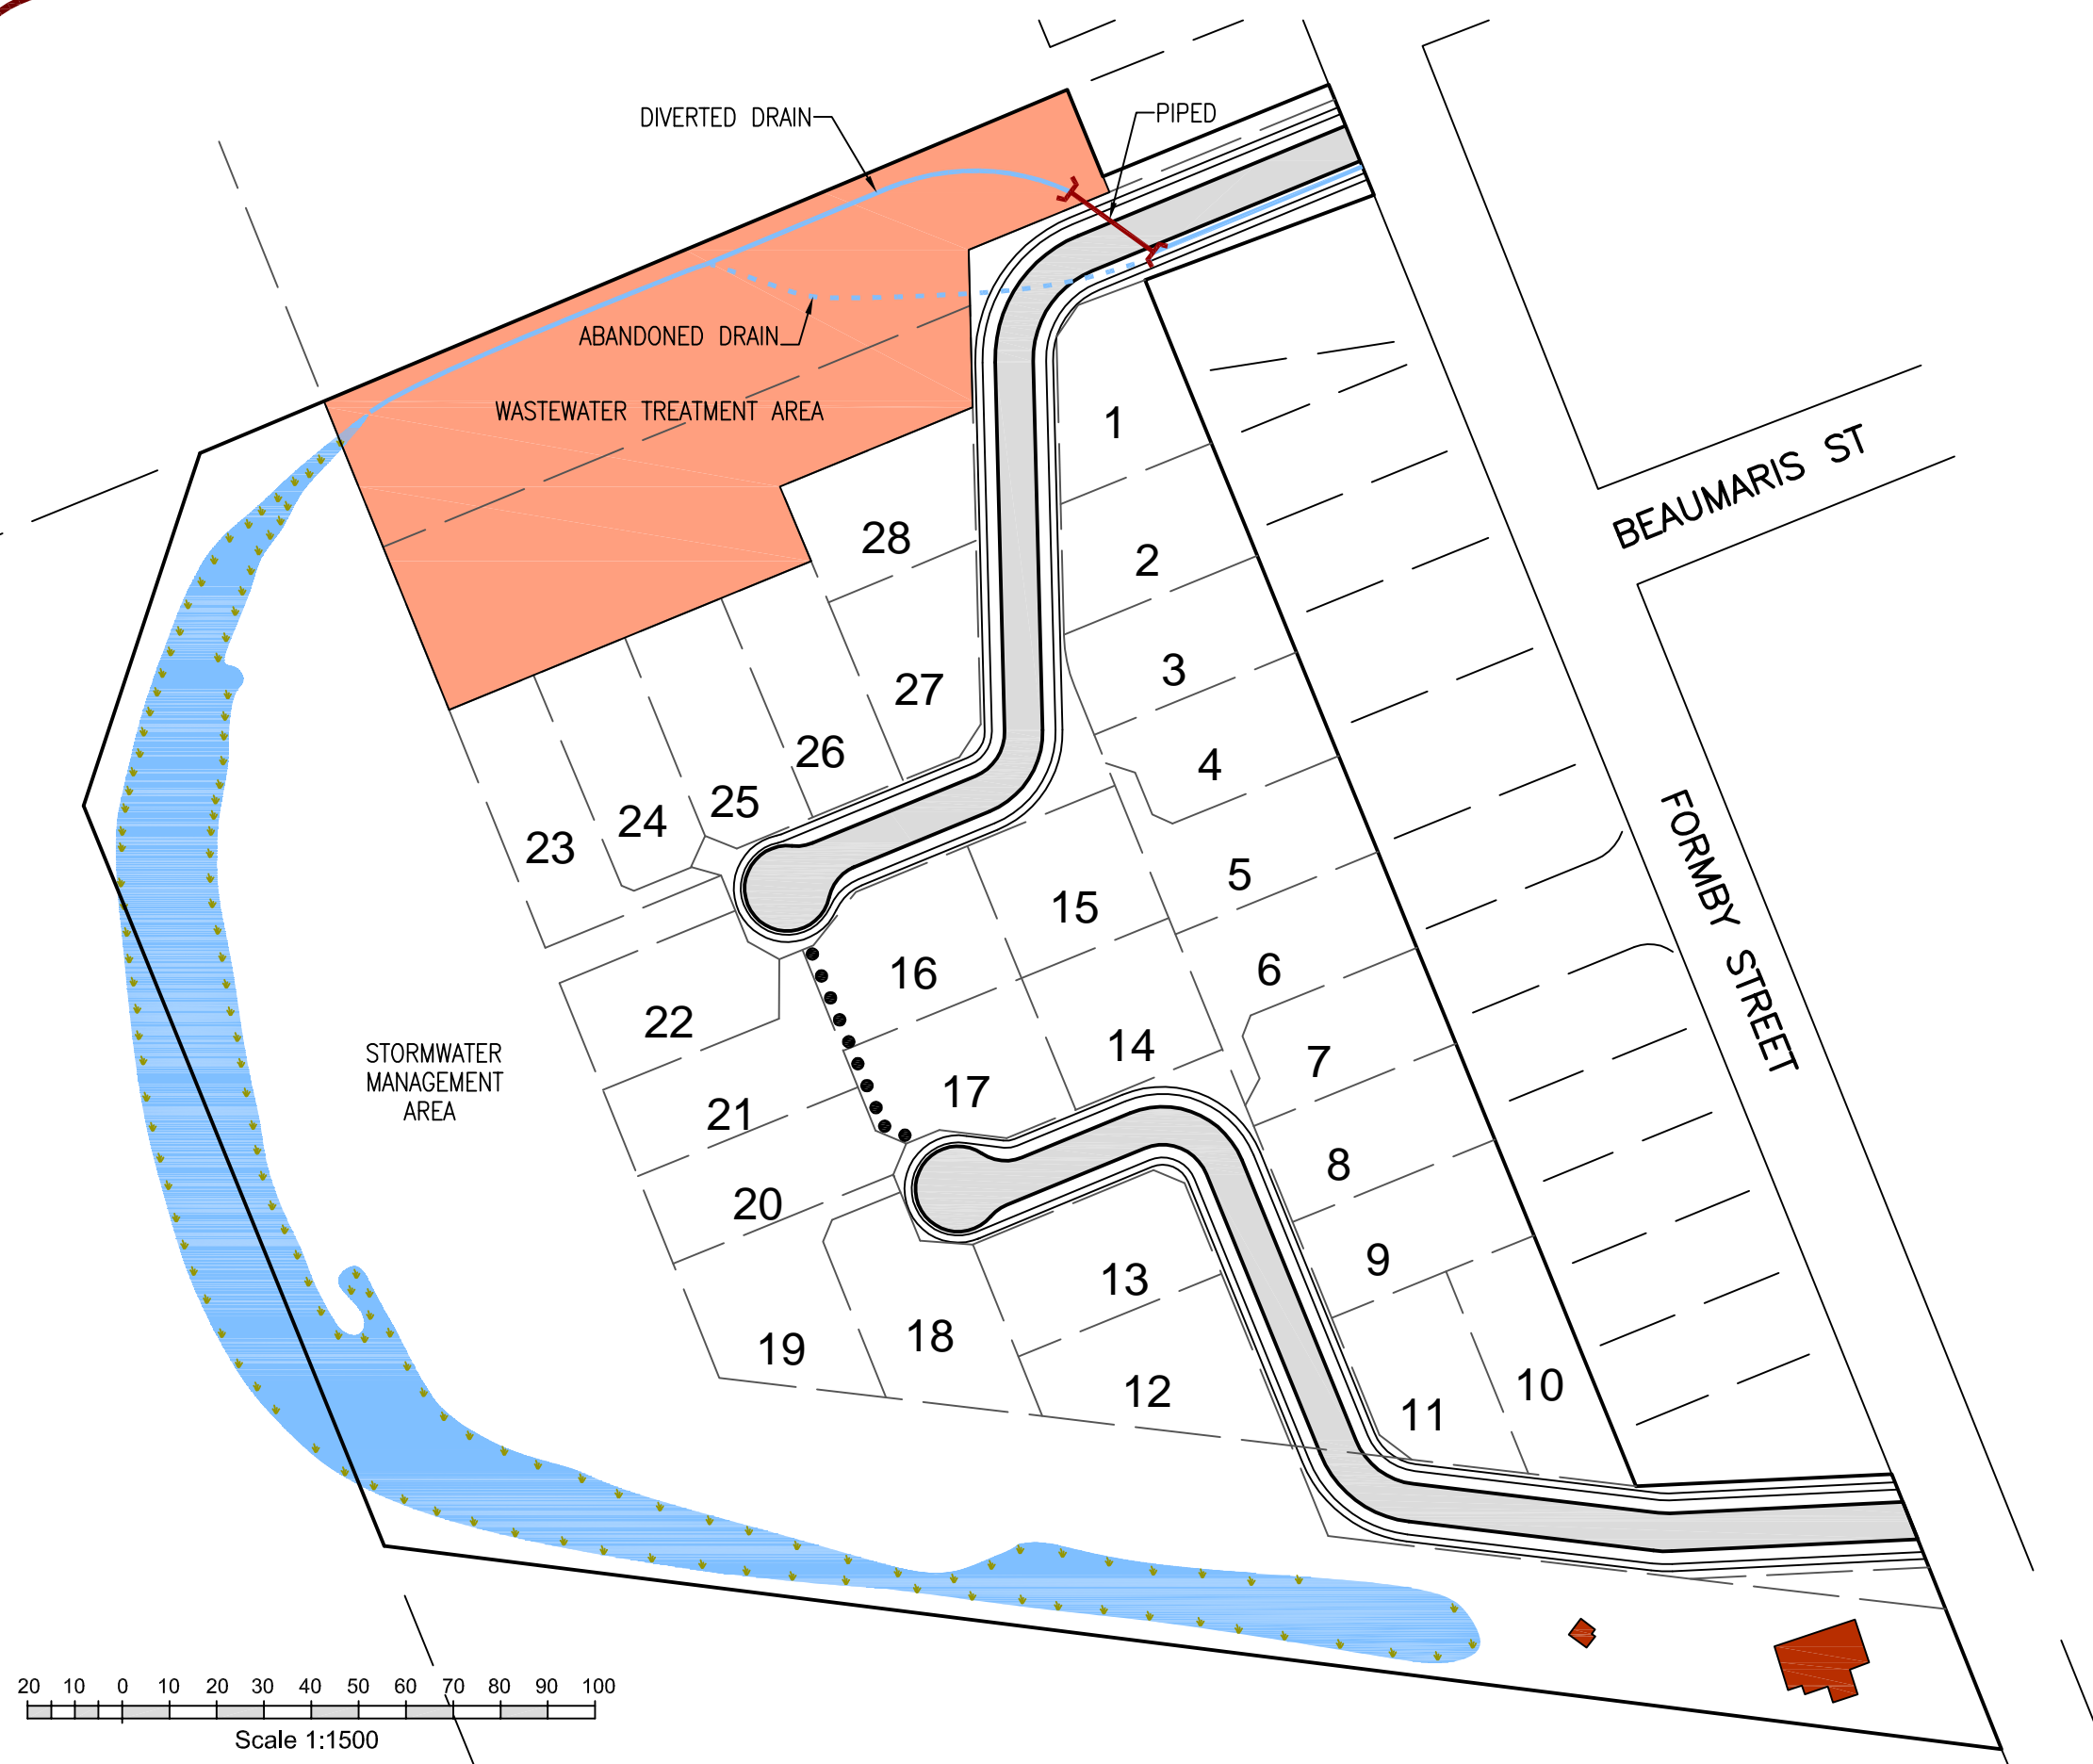 DIVERTED DRAIN
PIPED
ABANDONED DRAIN
WASTEWATER TREATMENT AREA
BEAUMARIS ST
FORMBY STREET
1
28
2
3
27
4
26
25
24
23
5
15
6
16
22
14
7
17
21
8
20
9
13
18
19
12
10
11
STORMWATER
MANAGEMENT
AREA
20 10 0 10 20 30 40 50 60 70 80 90 100
Scale 1:1500